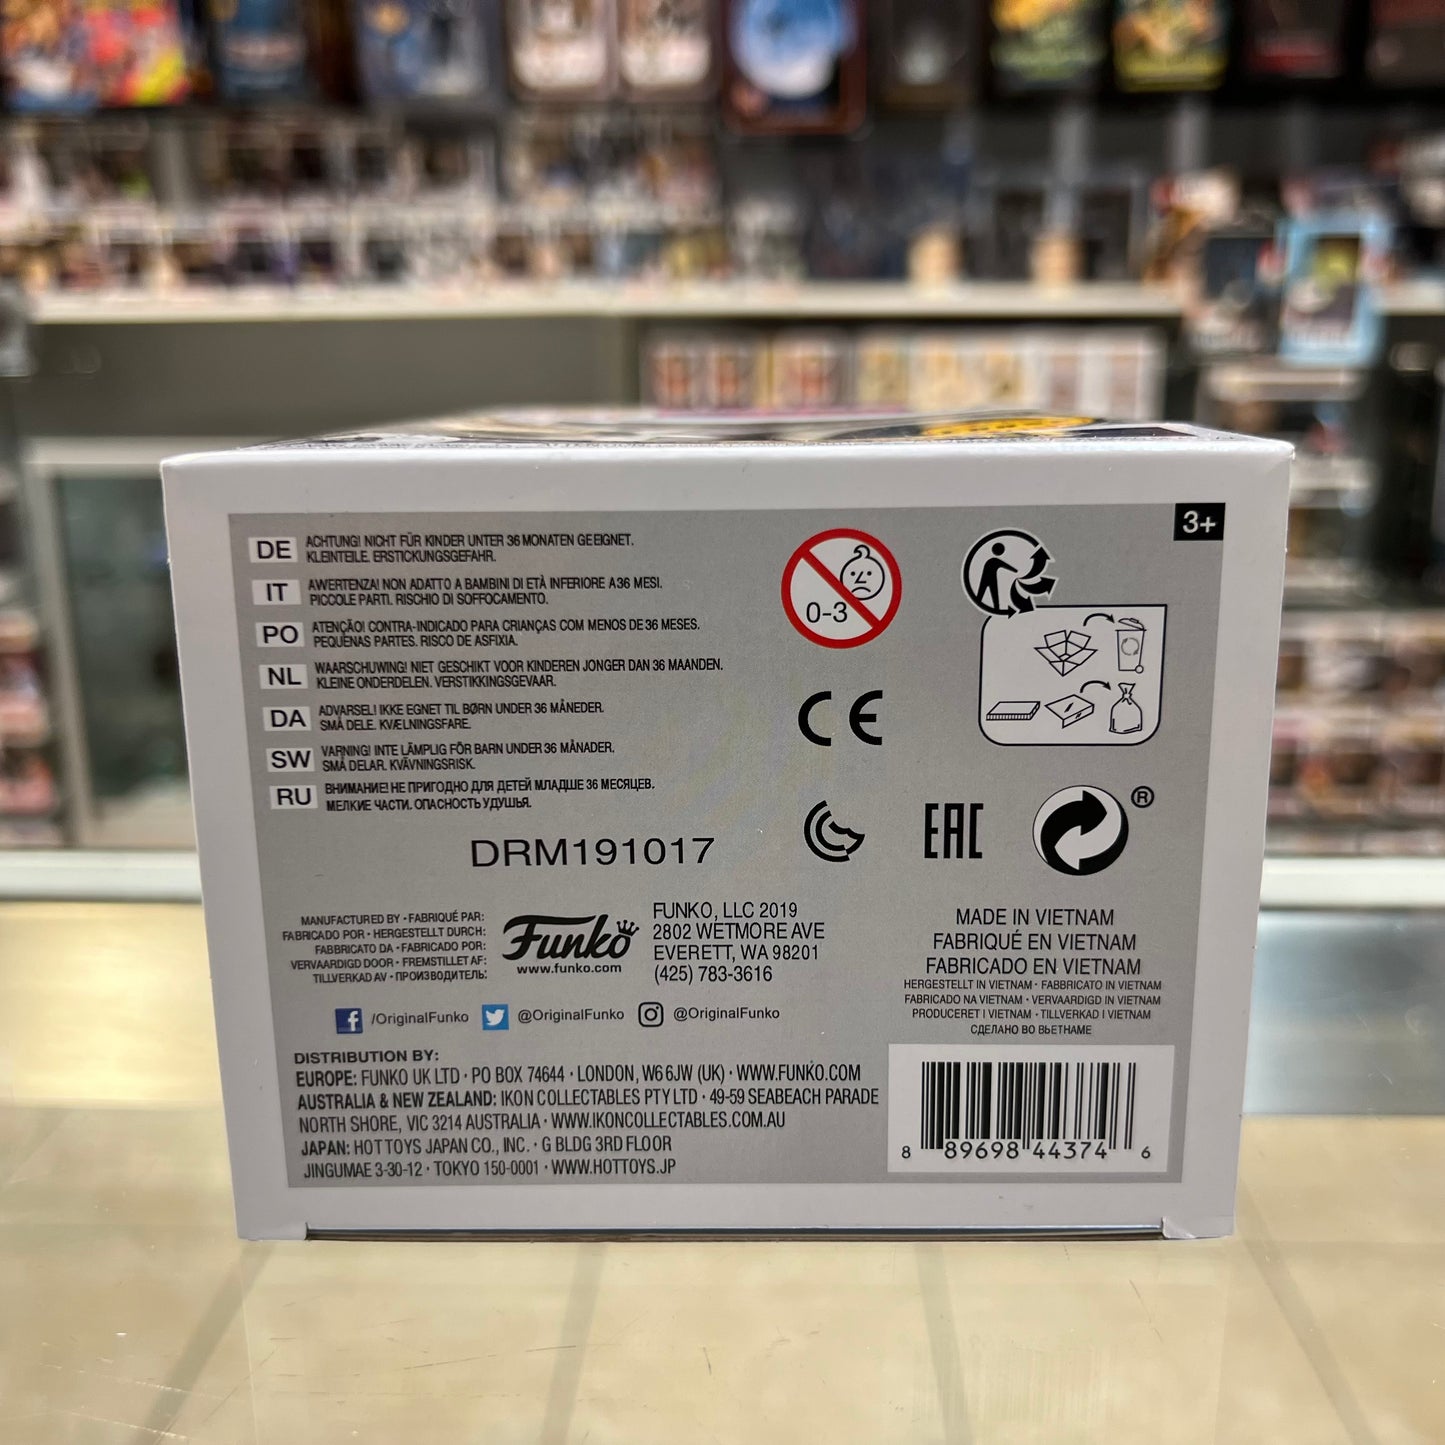 3+
DE ACHTUNG! NICHT FÜR KINDER UNTER 36 MONATEN GEEIGNET.
KLEINTEILE. ERSTICKUNGSGEFAHR.
IT AWERTENZA! NON ADATTO A BAMBINI DI ETÀ INFERIORE A 36 MESI.
PICCOLE PARTI. RISCHIO DI SOFFOCAMENTO.
PO ATENÇÃO! CONTRA-INDICADO PARA CRIANÇAS COM MENOS DE 36 MESES.
PEQUENAS PARTES. RISCO DE ASFIXIA.
NL WAARSCHUWING! NIET GESCHIKT VOOR KINDEREN JONGER DAN 36 MAANDEN.
KLEINE ONDERDELEN. VERSTIKKINGSGEVAAR.
DA ADVARSEL! IKKE EGNET TIL BØRN UNDER 36 MÅNEDER.
SMÅ DELE. KVÆLNINGSFARE.
SW VARNING! INTE LÄMPLIG FÖR BARN UNDER 36 MÅNADER.
SMÅ DELAR. KVÄVNINGSRISK.
RU ВНИМАНИЕ! НЕ ПРИГОДНО ДЛЯ ДЕТЕЙ МЛАДШЕ 36 МЕСЯЦЕВ.
МЕЛКИЕ ЧАСТИ. ОПАСНОСТЬ УДУШЬЯ.
0-3
CE
EAC
®
DRM191017
MANUFACTURED BY • FABRIQUÉ PAR:
FABRICADO POR • HERGESTELLT DURCH:
FABBRICATO DA • FABRICADO POR:
VERVAARDIGD DOOR • FREMSTILLET AF:
TILLVERKAD AV • ПРОИЗВОДИТЕЛЬ:
Funko
www.funko.com
FUNKO, LLC 2019
2802 WETMORE AVE
EVERETT, WA 98201
(425) 783-3616
/OriginalFunko @OriginalFunko @OriginalFunko
MADE IN VIETNAM
FABRIQUÉ EN VIETNAM
FABRICADO EN VIETNAM
HERGESTELLT IN VIETNAM • FABBRICATO IN VIETNAM
FABRICADO NA VIETNAM • VERVAARDIGD IN VIETNAM
PRODUCERET I VIETNAM • TILLVERKAD I VIETNAM
СДЕЛАНО ВО ВЬЕТНАМЕ
DISTRIBUTION BY:
EUROPE: FUNKO UK LTD • PO BOX 74644 • LONDON, W6 6JW (UK) • WWW.FUNKO.COM
AUSTRALIA & NEW ZEALAND: IKON COLLECTABLES PTY LTD • 49-59 SEABEACH PARADE
NORTH SHORE, VIC 3214 AUSTRALIA • WWW.IKONCOLLECTABLES.COM.AU
JAPAN: HOT TOYS JAPAN CO., INC. • G BLDG 3RD FLOOR
JINGUMAE 3-30-12 • TOKYO 150-0001 • WWW.HOTTOYS.JP
8 89698 44374 6